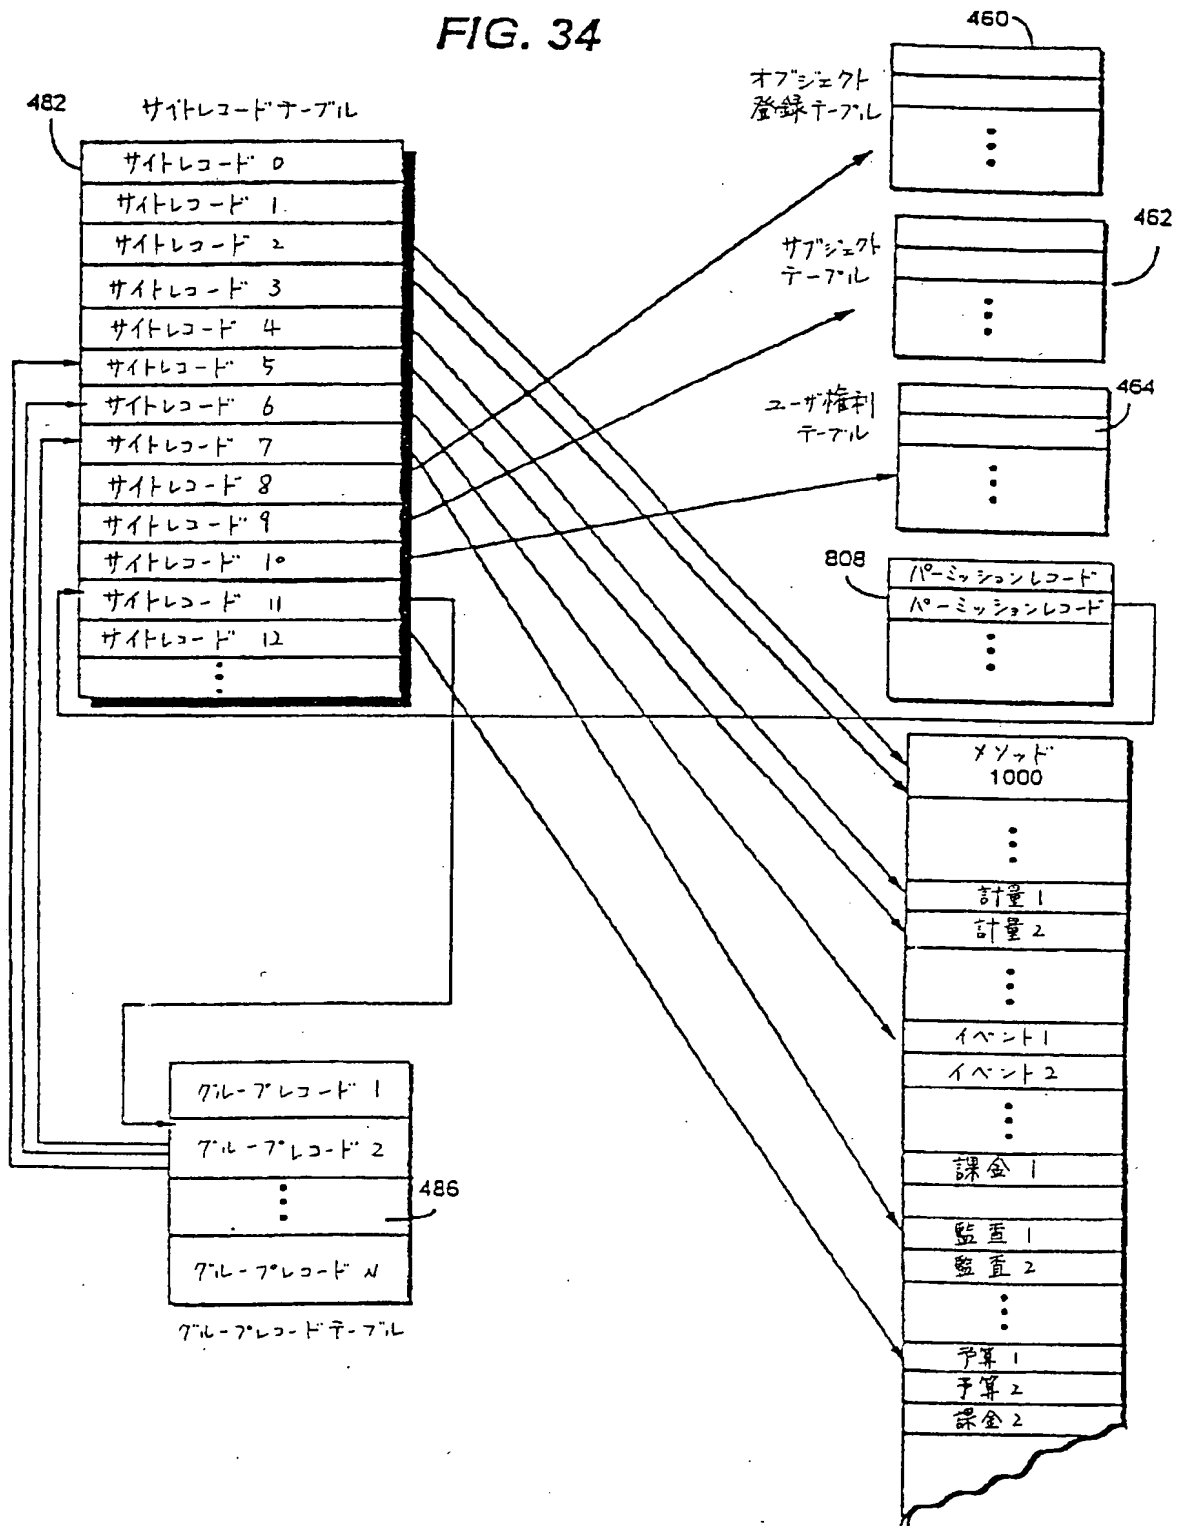 FIG. 34
482
サイトレコードテーブル
サイトレコード 0
サイトレコード 1
サイトレコード 2
サイトレコード 3
サイトレコード 4
サイトレコード 5
サイトレコード 6
サイトレコード 7
サイトレコード 8
サイトレコード 9
サイトレコード 10
サイトレコード 11
サイトレコード 12
460
オブジェクト
登録テーブル
462
サブジェクト
テーブル
464
ユーザ権利
テーブル
808
パーミッションレコード
パーミッションレコード
メソッド
1000
計量 1
計量 2
イベント 1
イベント 2
課金 1
監査 1
監査 2
予算 1
予算 2
課金 2
グループレコード 1
グループレコード 2
486
グループレコード N
グループレコードテーブル